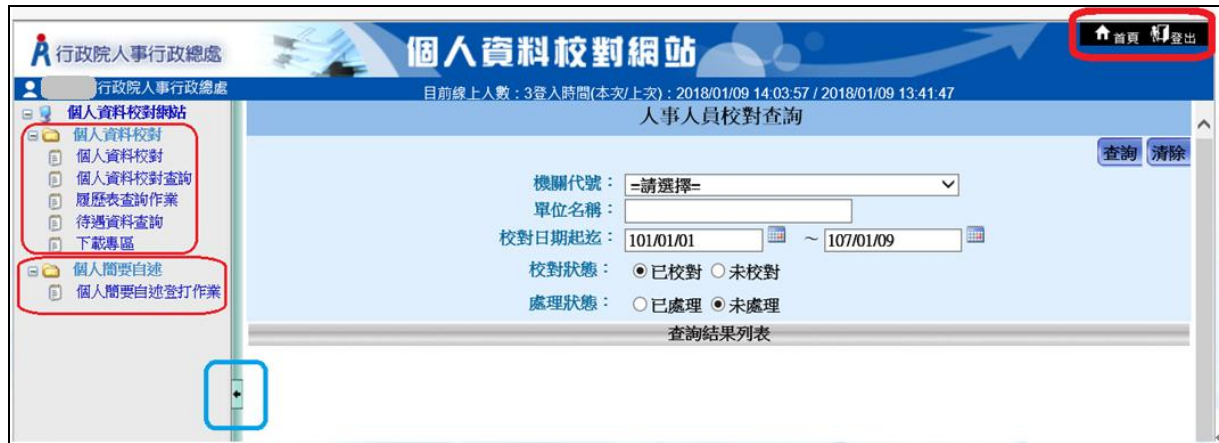 行政院人事行政總處
個人資料校對網站
首頁 登出
行政院人事行政總處
目前線上人數：3登入時間(本次/上次)：2018/01/09 14:03:57 / 2018/01/09 13:41:47
個人資料校對網站
個人資料校對
個人資料校對
個人資料校對查詢
履歷表查詢作業
待遇資料查詢
下載專區
個人簡要自述
個人簡要自述登打作業
人事人員校對查詢
查詢 清除
機關代號： =請選擇=
單位名稱：
校對日期起迄： 101/01/01 ~ 107/01/09
校對狀態： 已校對 未校對
處理狀態： 已處理 未處理
查詢結果列表